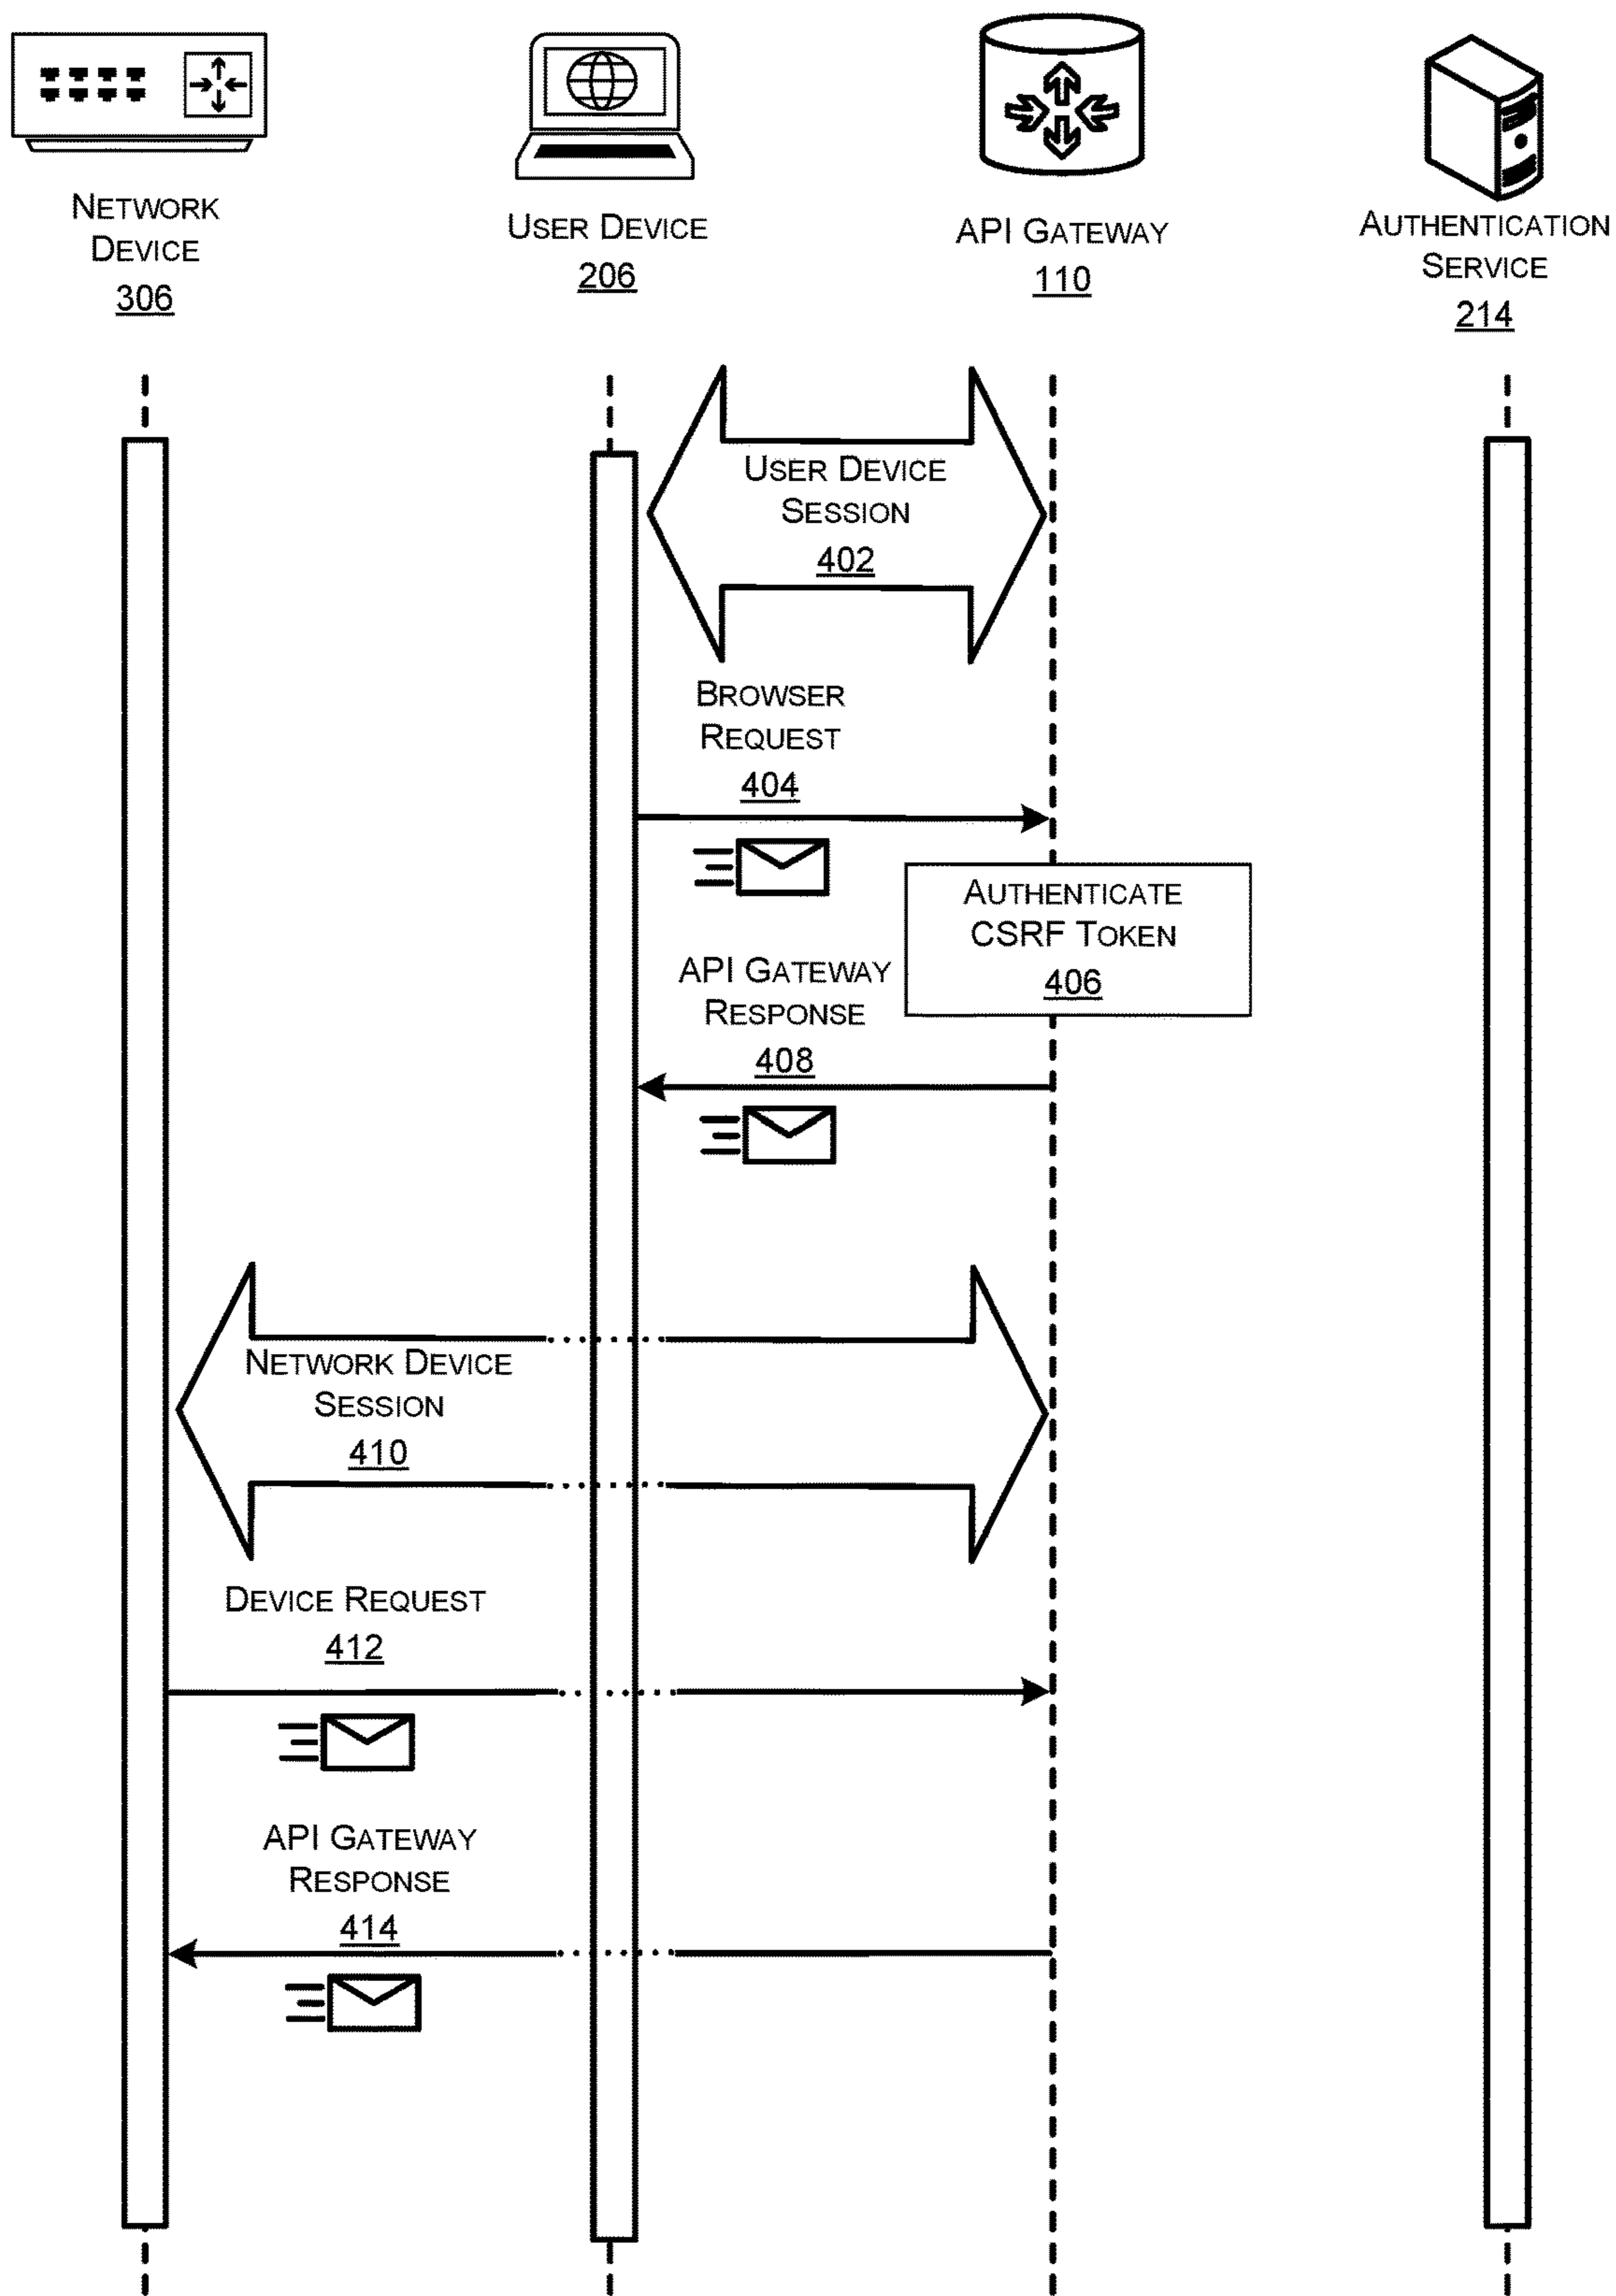 NETWORK
DEVICE
306
USER DEVICE
206
API GATEWAY
110
AUTHENTICATION
SERVICE
214
USER DEVICE
SESSION
402
BROWSER
REQUEST
404
AUTHENTICATE
CSRF TOKEN
406
API GATEWAY
RESPONSE
408
NETWORK DEVICE
SESSION
410
DEVICE REQUEST
412
API GATEWAY
RESPONSE
414